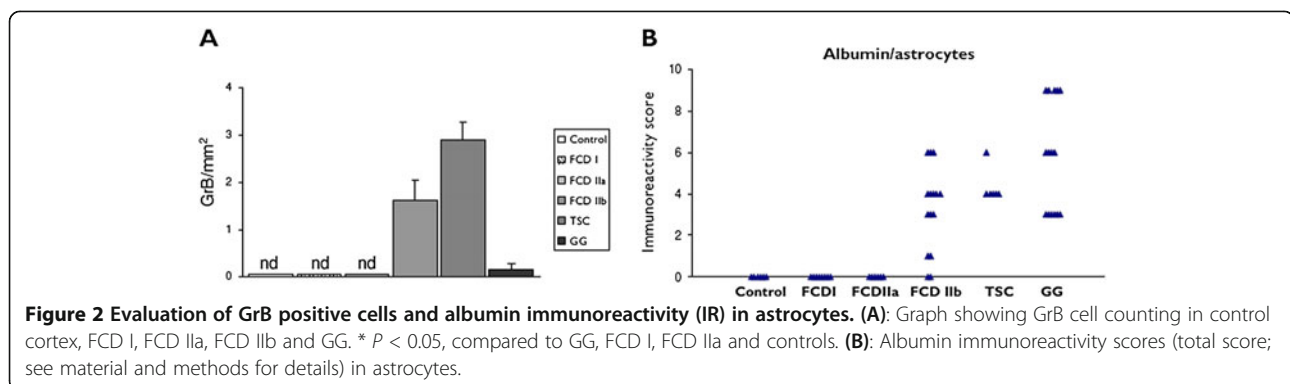 A
4
3
2
1
0
GrB/mm²
nd nd nd
Control
FCD I
FCD IIa
FCD IIb
TSC
GG
B
Albumin/astrocytes
10
8
6
4
2
0
Immunoreactivity score
Control FCDI FCDIIa FCD IIb TSC GG
Figure 2 Evaluation of GrB positive cells and albumin immunoreactivity (IR) in astrocytes. (A): Graph showing GrB cell counting in control
cortex, FCD I, FCD IIa, FCD IIb and GG. * P < 0.05, compared to GG, FCD I, FCD IIa and controls. (B): Albumin immunoreactivity scores (total score;
see material and methods for details) in astrocytes.